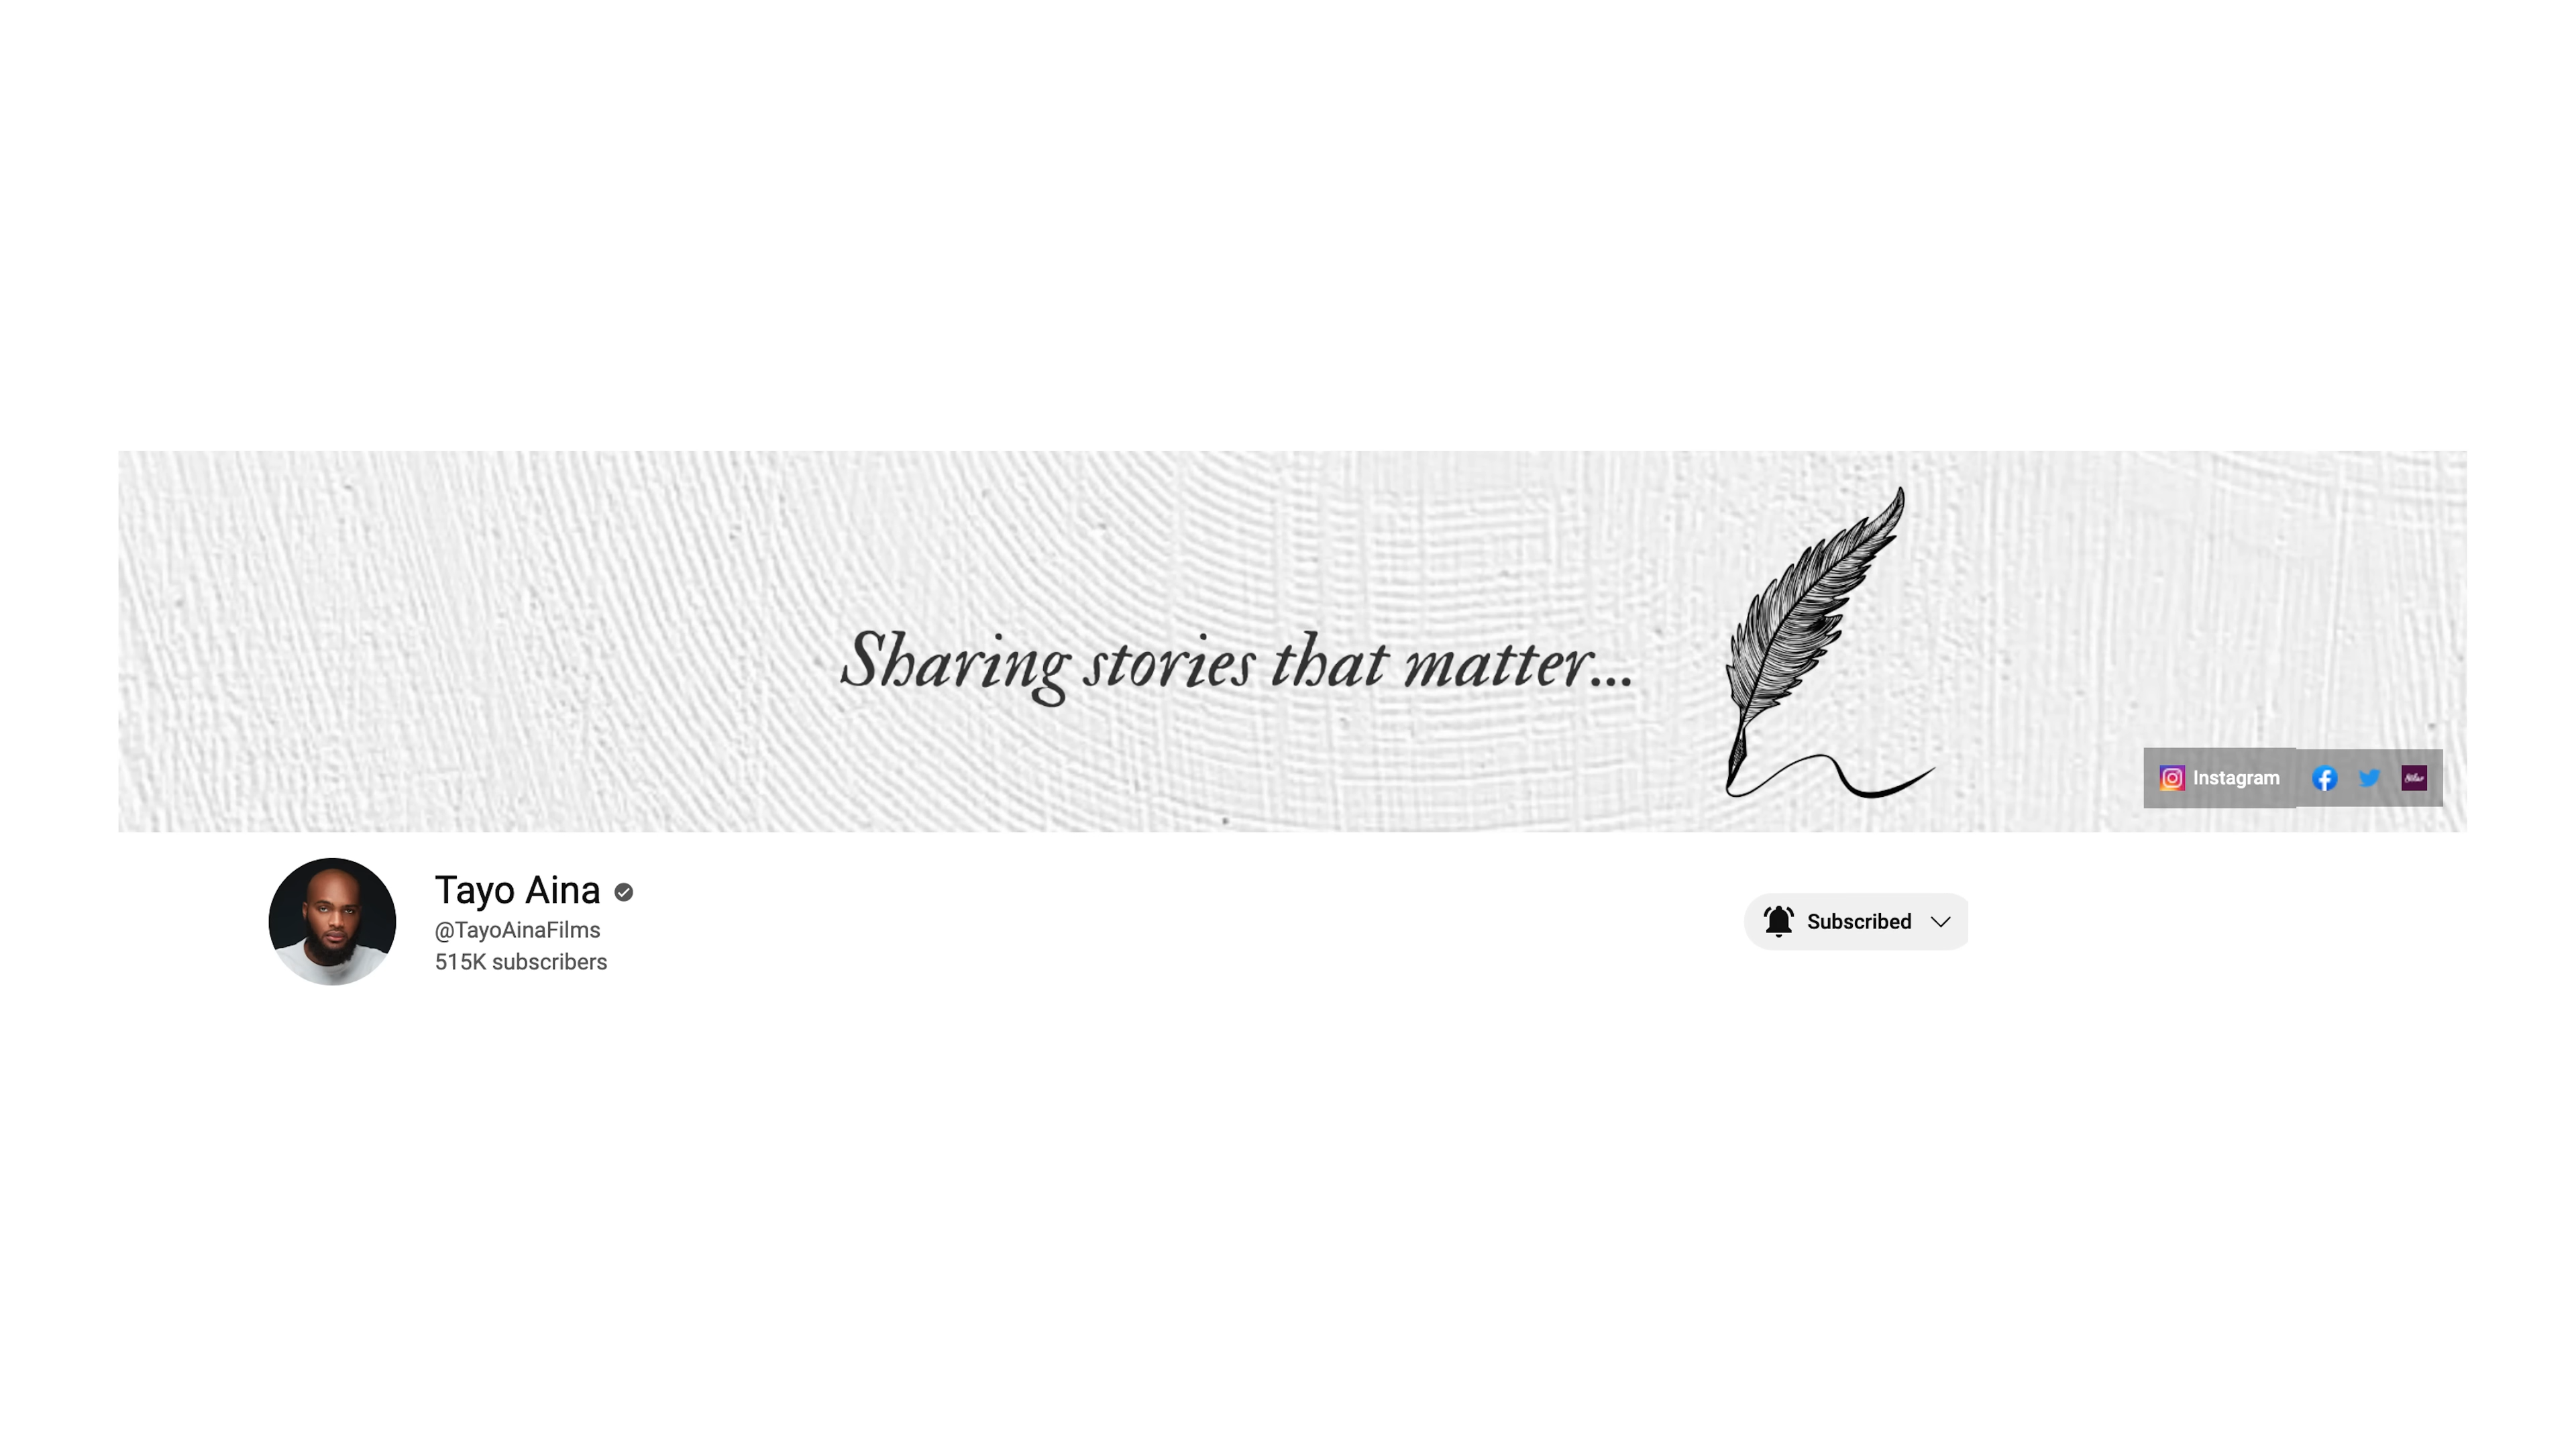 Sharing stories that matter...
Instagram
Tayo Aina
@TayoAinaFilms
515K subscribers
Subscribed